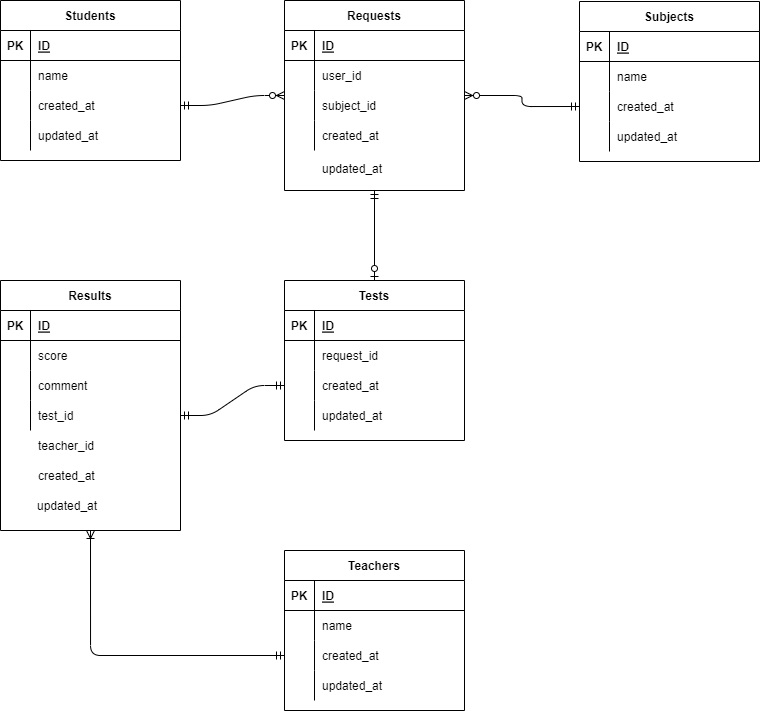 Students
PK ID
name
created_at
updated_at
Requests
PK ID
user_id
subject_id
created_at
updated_at
Subjects
PK ID
name
created_at
updated_at
Results
PK ID
score
comment
test_id
teacher_id
created_at
updated_at
Tests
PK ID
request_id
created_at
updated_at
Teachers
PK ID
name
created_at
updated_at